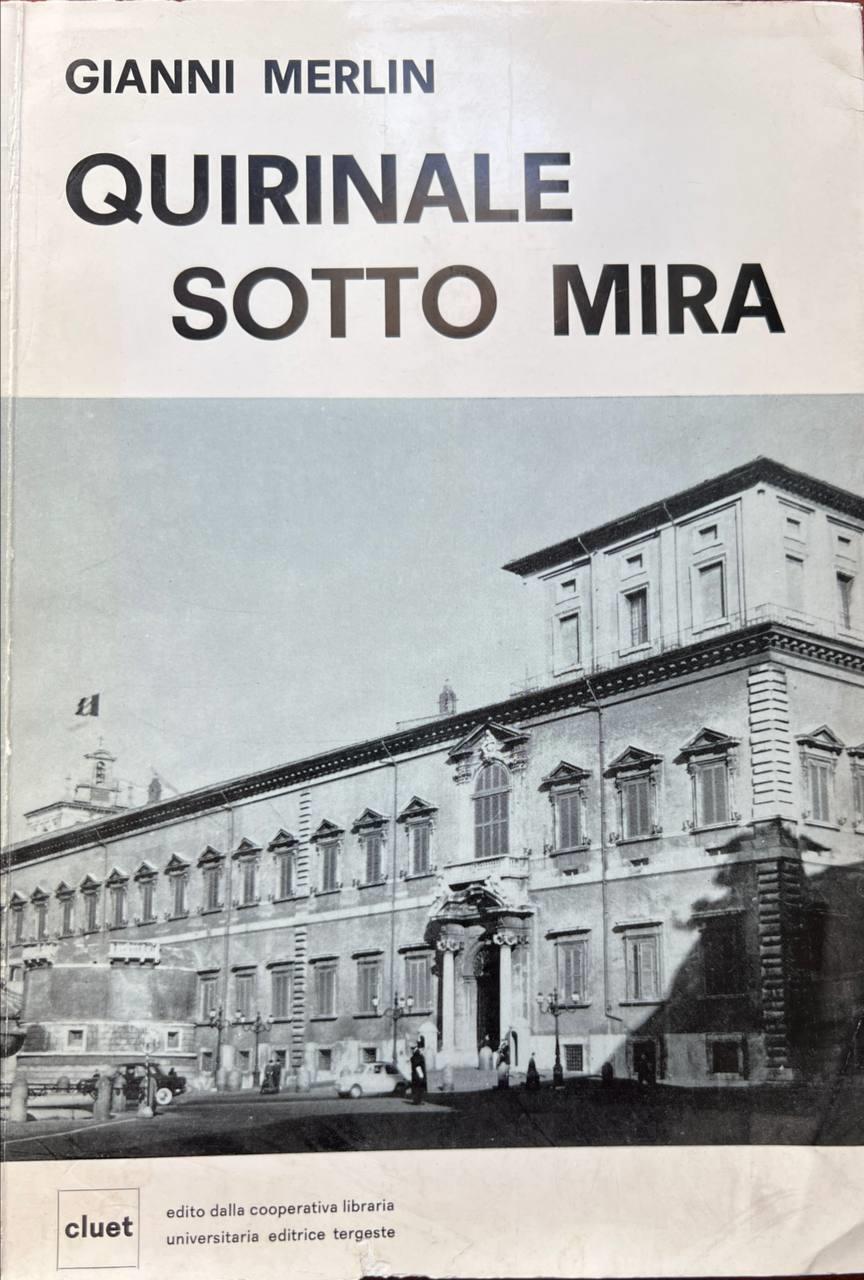 GIANNI MERLIN
QUIRINALE
SOTTO MIRA
cluet
edito dalla cooperativa libraria
universitaria editrice tergeste